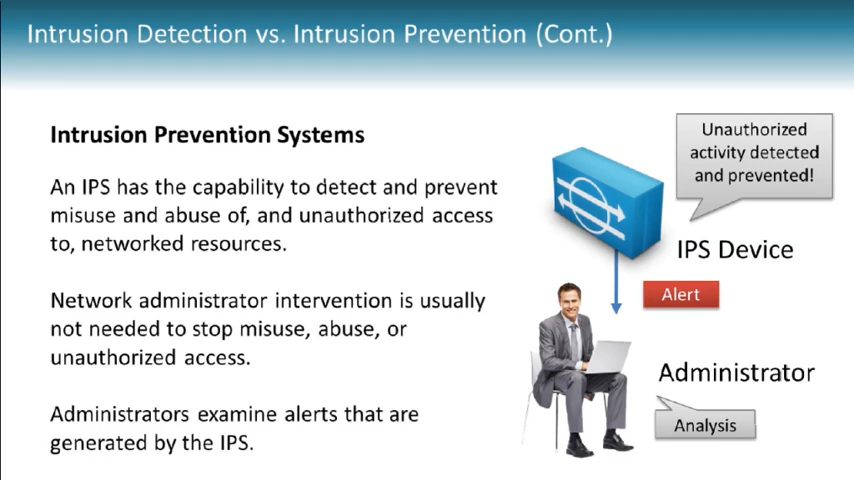 Intrusion Detection vs. Intrusion Prevention (Cont.)
Intrusion Prevention Systems
An IPS has the capability to detect and prevent
misuse and abuse of, and unauthorized access
to, networked resources.
Network administrator intervention is usually
not needed to stop misuse, abuse, or
unauthorized access.
Administrators examine alerts that are
generated by the IPS.
Unauthorized
activity detected
and prevented!
IPS Device
Alert
Administrator
Analysis